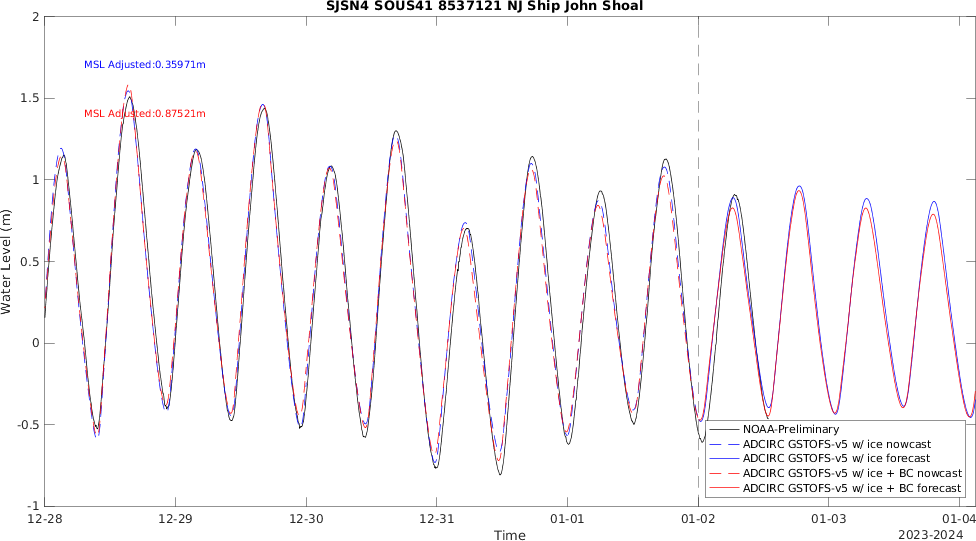 SJSN4 SOUS41 8537121 NJ Ship John Shoal
2
1.5
1
0.5
0
-0.5
-1
Water Level (m)
MSL Adjusted:0.35971m
MSL Adjusted:0.87521m
NOAA-Preliminary
ADCIRC GSTOFS-v5 w/ ice nowcast
ADCIRC GSTOFS-v5 w/ ice forecast
ADCIRC GSTOFS-v5 w/ ice + BC nowcast
ADCIRC GSTOFS-v5 w/ ice + BC forecast
12-28 12-29 12-30 12-31 01-01 01-02 01-03 01-04
Time
2023-2024